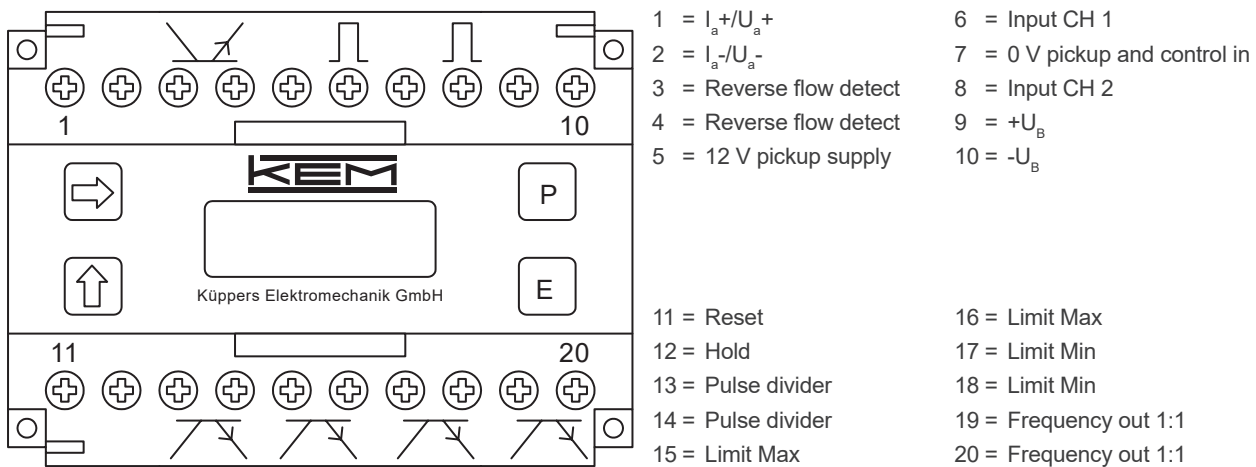 1 = Ia+/Ua+
2 = Ia-/Ua-
3 = Reverse flow detect
4 = Reverse flow detect
5 = 12 V pickup supply
6 = Input CH 1
7 = 0 V pickup and control in
8 = Input CH 2
9 = +UB
10 = -UB
1 10
KEM
P
Küppers Elektromechanik GmbH
E
11 20
11 = Reset
12 = Hold
13 = Pulse divider
14 = Pulse divider
15 = Limit Max
16 = Limit Max
17 = Limit Min
18 = Limit Min
19 = Frequency out 1:1
20 = Frequency out 1:1